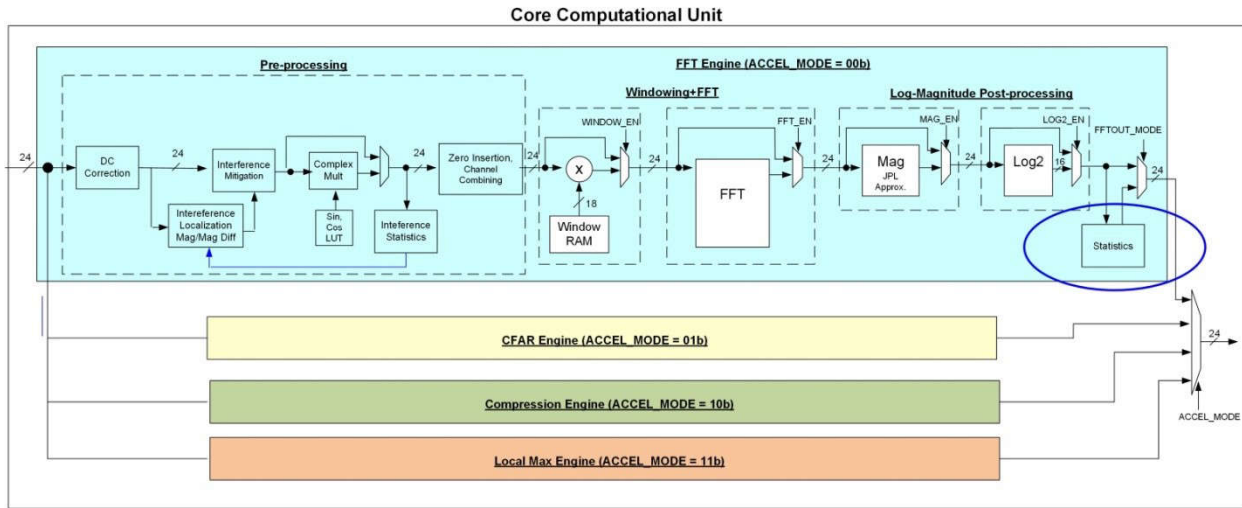 Core Computational Unit
FFT Engine (ACCEL_MODE = 00b)
Pre-processing
Windowing+FFT
Log-Magnitude Post-processing
24
DC
Correction
24
Interference
Mitigation
Intereference
Localization
Mag/Mag Diff
Complex
Mult
Sin,
Cos
LUT
24
Inteference
Statistics
Zero Insertion,
Channel
Combining
24
WINDOW_EN
X
18
Window
RAM
24
FFT_EN
FFT
24
MAG_EN
Mag
JPL
Approx.
24
LOG2_EN
Log2
16
FFTOUT_MODE
24
Statistics
CFAR Engine (ACCEL_MODE = 01b)
Compression Engine (ACCEL_MODE = 10b)
Local Max Engine (ACCEL_MODE = 11b)
24
ACCEL_MODE